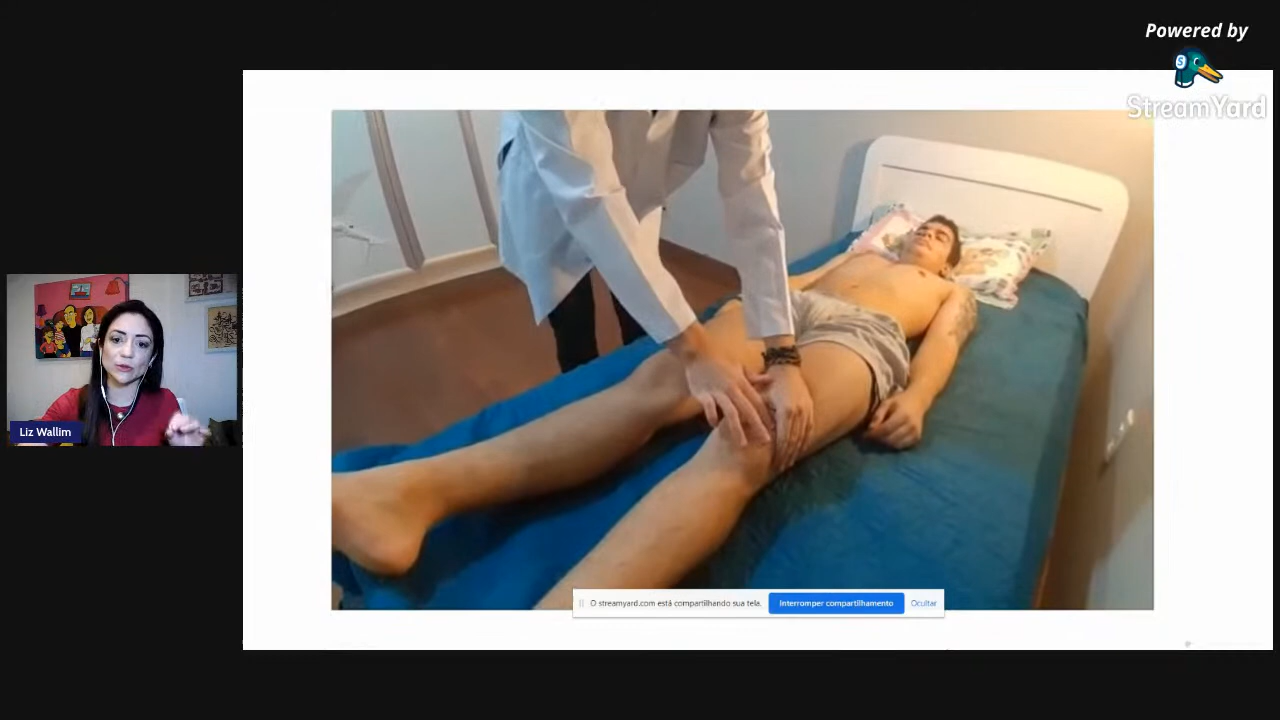 Powered by
StreamYard
Liz Wallim
O streamyard.com está compartilhando sua tela.
Interromper compartilhamento
Ocultar